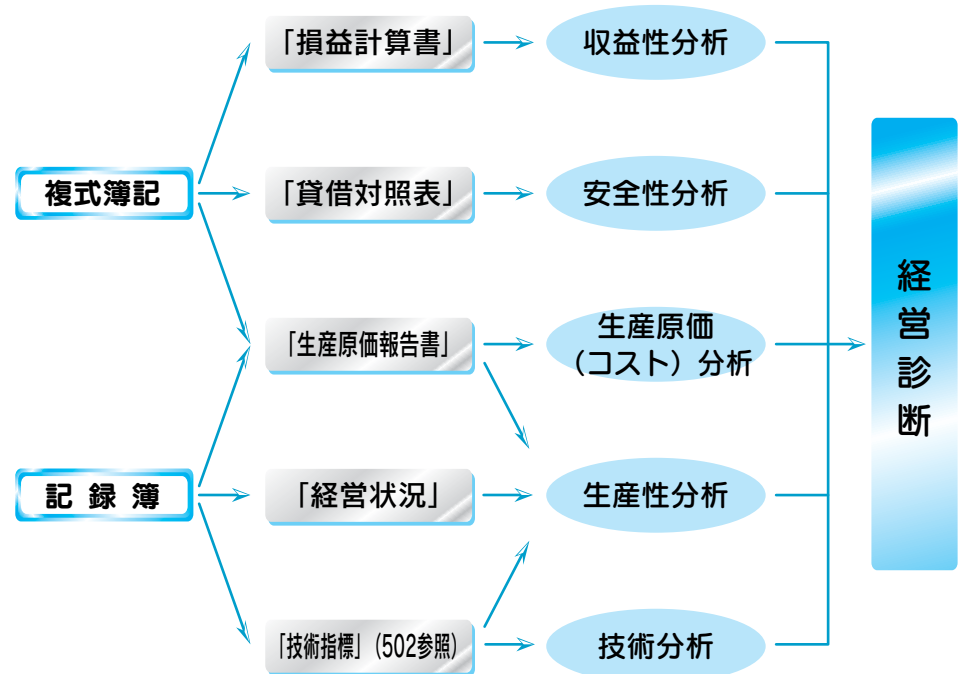 「損益計算書」
収益性分析
複式簿記
「貸借対照表」
安全性分析
「生産原価報告書」
生産原価
（コスト）分析
経営診断
記録簿
「経営状況」
生産性分析
「技術指標」（502参照）
技術分析